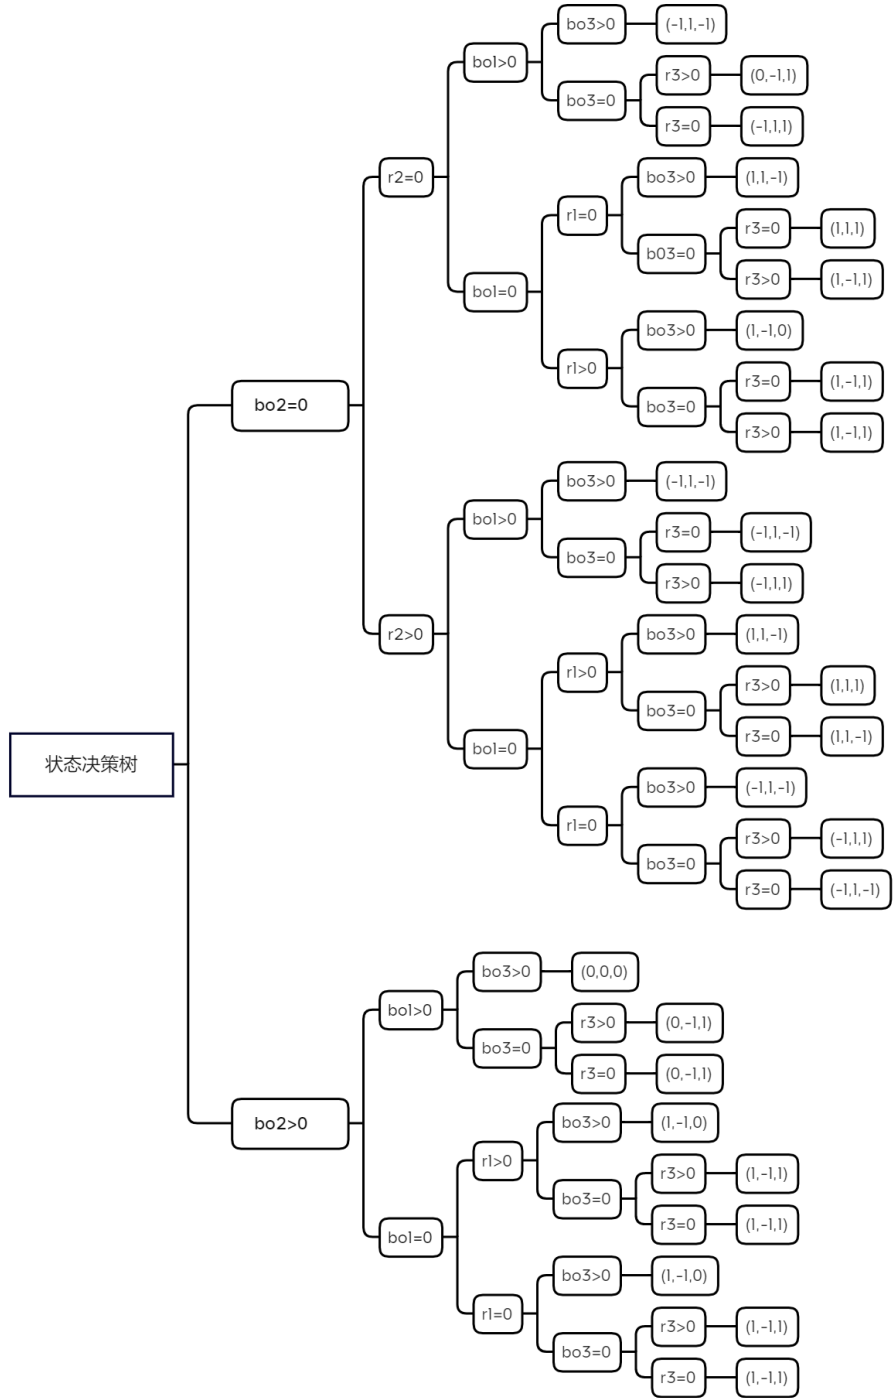 状态决策树
bo2=0
r2=0
bo1>0
bo3>0
(-1,1,-1)
bo3=0
r3>0
(0,-1,1)
r3=0
(-1,1,1)
bo1=0
r1=0
bo3>0
(1,1,-1)
b03=0
r3=0
(1,1,1)
r3>0
(1,-1,1)
r1>0
bo3>0
(1,-1,0)
bo3=0
r3=0
(1,-1,1)
r3>0
(1,-1,1)
r2>0
bo1>0
bo3>0
(-1,1,-1)
bo3=0
r3=0
(-1,1,-1)
r3>0
(-1,1,1)
bo1=0
r1>0
bo3>0
(1,1,-1)
bo3=0
r3>0
(1,1,1)
r3=0
(1,1,-1)
r1=0
bo3>0
(-1,1,-1)
bo3=0
r3>0
(-1,1,1)
r3=0
(-1,1,-1)
bo2>0
bo1>0
bo3>0
(0,0,0)
bo3=0
r3>0
(0,-1,1)
r3=0
(0,-1,1)
bo1=0
r1>0
bo3>0
(1,-1,0)
bo3=0
r3>0
(1,-1,1)
r3=0
(1,-1,1)
r1=0
bo3>0
(1,-1,0)
bo3=0
r3>0
(1,-1,1)
r3=0
(1,-1,1)